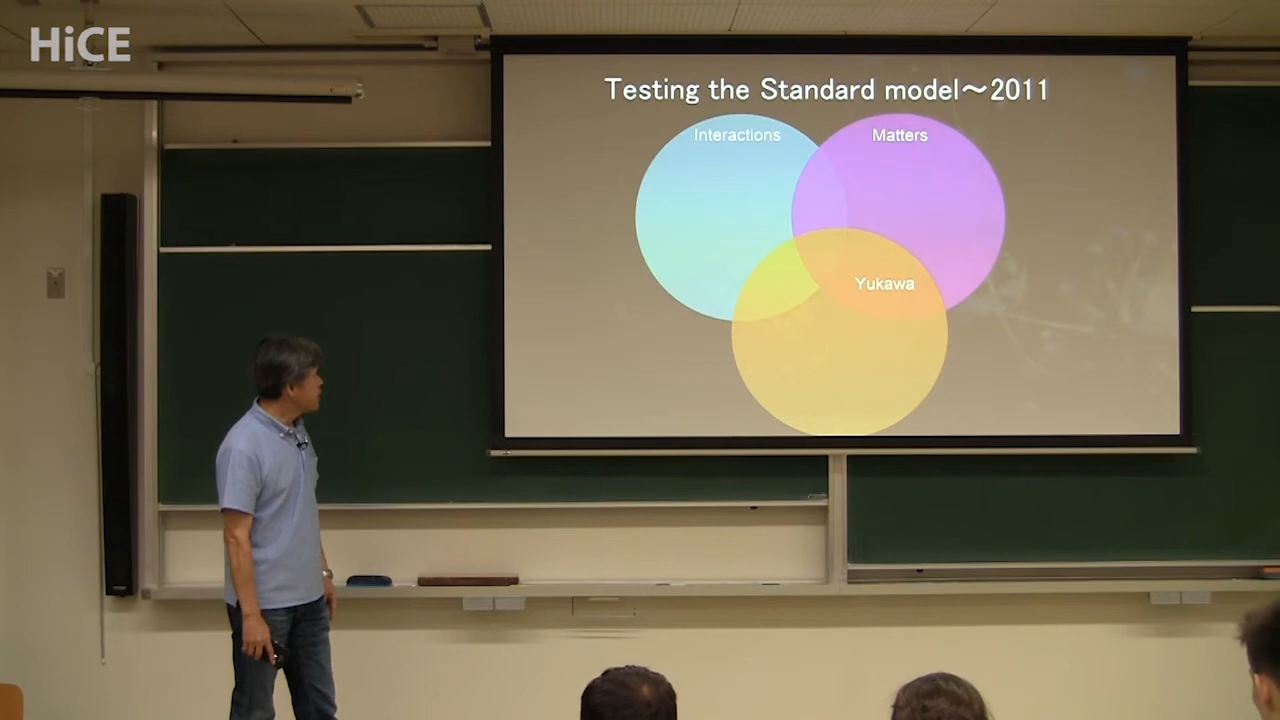 HiCE
Testing the Standard model～2011
Interactions
Matters
Yukawa